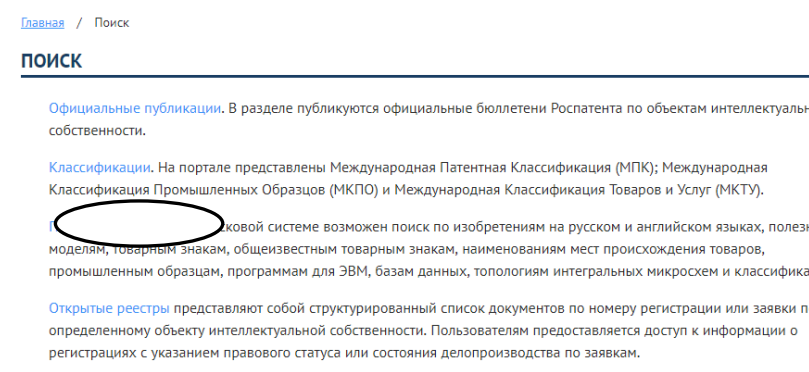 Главная / Поиск
ПОИСК
Официальные публикации. В разделе публикуются официальные бюллетени Роспатента по объектам
собственности.
Классификации. На портале представлены Международная Патентная Классификация (МПК); Международная
Классификация Промышленных Образцов (МКПО) и Международная Классификация Товаров и Услуг (МКТУ).
системе возможен поиск по изобретениям на русском и английском языках,
моделям, товарным знакам, общеизвестным товарным знакам, наименованиям мест происхождения товаров,
промышленным образцам, программам для ЭВМ, базам данных, топологиям интегральных микросхем и
Открытые реестры представляют собой структурированный список документов по номеру регистрации или заявки
определенному объекту интеллектуальной собственности. Пользователям предоставляется доступ к информации о
регистрациях с указанием правового статуса или состояния делопроизводства по заявкам.